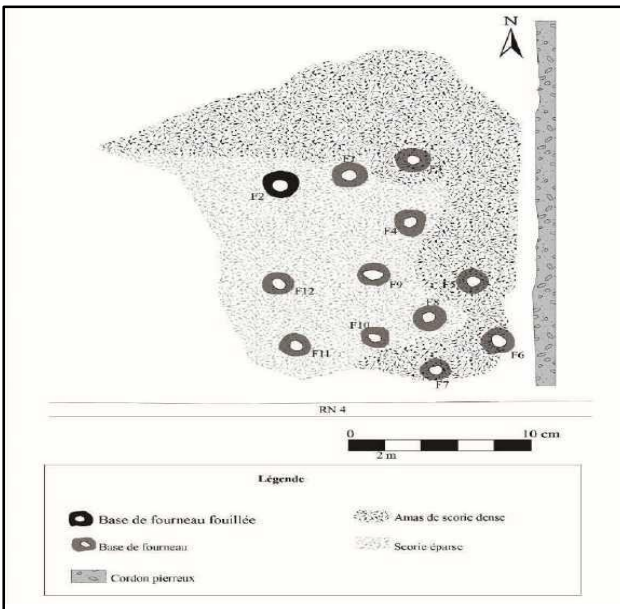 N
F2
F4
F12
F9
F5
F8
F10
F11
F6
F7
RN 4
0
10 cm
2 m
Légende
Base de fourneau fouillée
Amas de scorie dense
Base de fourneau
Scorie éparse
Cordon pierreux